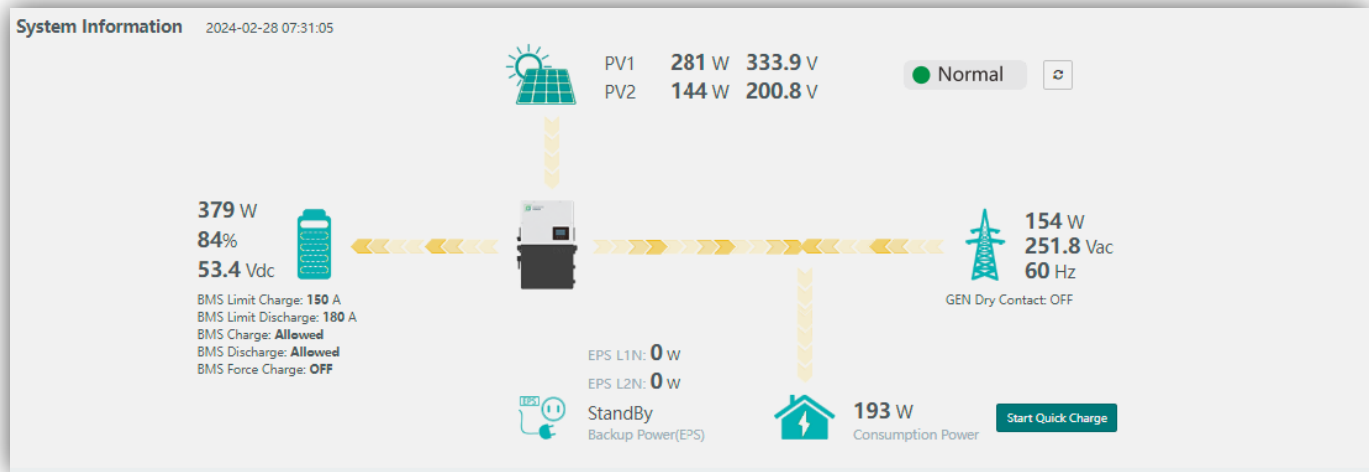 System Information 2024-02-28 07:31:05
PV1 281 W 333.9 V
PV2 144 W 200.8 V
Normal
379 W
84%
53.4 Vdc
BMS Limit Charge: 150 A
BMS Limit Discharge: 180 A
BMS Charge: Allowed
BMS Discharge: Allowed
BMS Force Charge: OFF
154 W
251.8 Vac
60 Hz
GEN Dry Contact: OFF
EPS L1N: 0 W
EPS L2N: 0 W
EPS
StandBy
Backup Power(EPS)
193 W
Consumption Power
Start Quick Charge